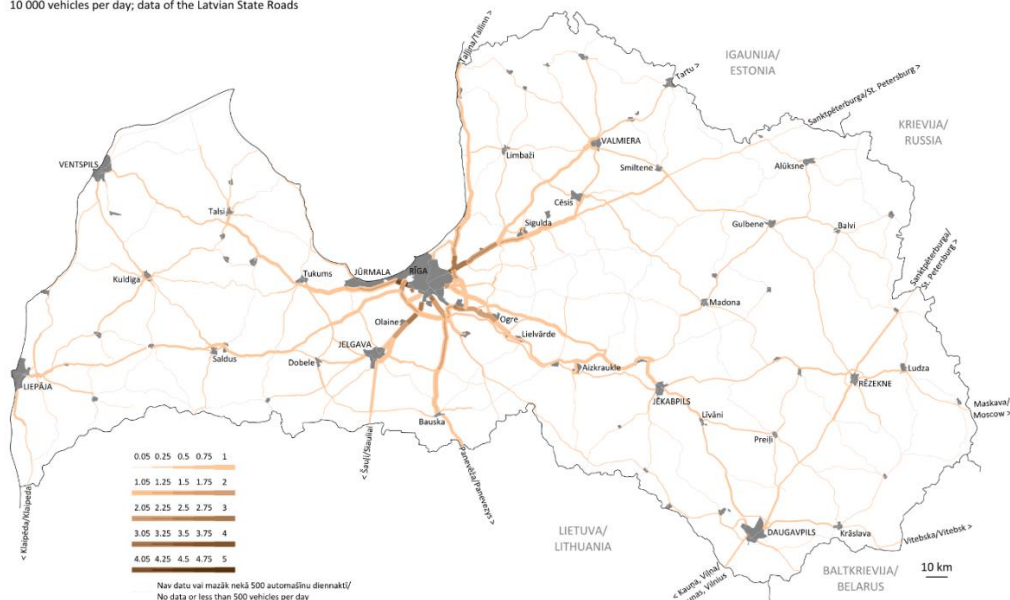 10 000 vehicles per day; data of the Latvian State Roads
Tallina/Tallinn >
IGAUNIJA/
ESTONIA
Tartu >
Sanktpēterburga/St. Petersburg >
KRIEVIJA/
RUSSIA
VALMIERA
Limbaži
Smiltene
Alūksne
VENTSPILS
Cēsis
Talsi
Sigulda
Gulbene
Balvi
Sanktpēterburga/
St. Petersburg >
Kuldīga
Tukums
JŪRMALA
RĪGA
Madona
Olaine
Ogre
Lielvārde
JELGAVA
Saldus
Dobele
Aizkraukle
Ludza
RĒZEKNE
LIEPĀJA
JĒKABPILS
Maskava/
Moscow >
Bauska
Līvāni
Preiļi
< Šauļi/Siauliai
Panevēža/Panevezys >
0.05 0.25 0.5 0.75 1
1.05 1.25 1.5 1.75 2
2.05 2.25 2.5 2.75 3
3.05 3.25 3.5 3.75 4
4.05 4.25 4.5 4.75 5
< Klaipēda/Klaipeda
LIETUVA/
LITHUANIA
DAUGAVPILS
Krāslava
Vitebska/Vitebsk >
< Kauņa, Viļņa/
Vilnius
BALTKRIEVIJA/
BELARUS
10 km
Nav datu vai mazāk nekā 500 automašīnu diennaktī/
No data or less than 500 vehicles per day